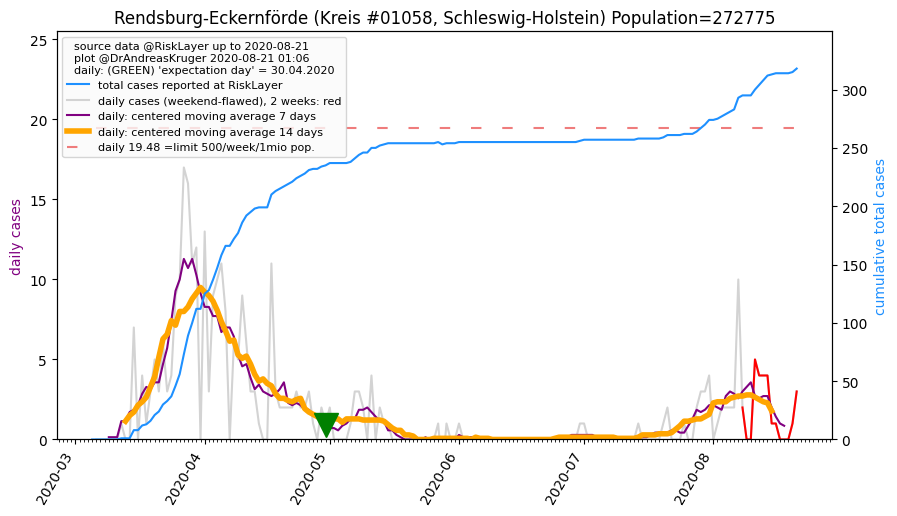 Rendsburg-Eckernförde (Kreis #01058, Schleswig-Holstein) Population=272775
source data @RiskLayer up to 2020-08-21
plot @DrAndreasKruger 2020-08-21 01:06
daily: (GREEN) 'expectation day' = 30.04.2020
total cases reported at RiskLayer
daily cases (weekend-flawed), 2 weeks: red
daily: centered moving average 7 days
daily: centered moving average 14 days
daily 19.48 =limit 500/week/1mio pop.
daily cases
25
20
15
10
5
0
cumulative total cases
300
250
200
150
100
50
0
2020-03
2020-04
2020-05
2020-06
2020-07
2020-08